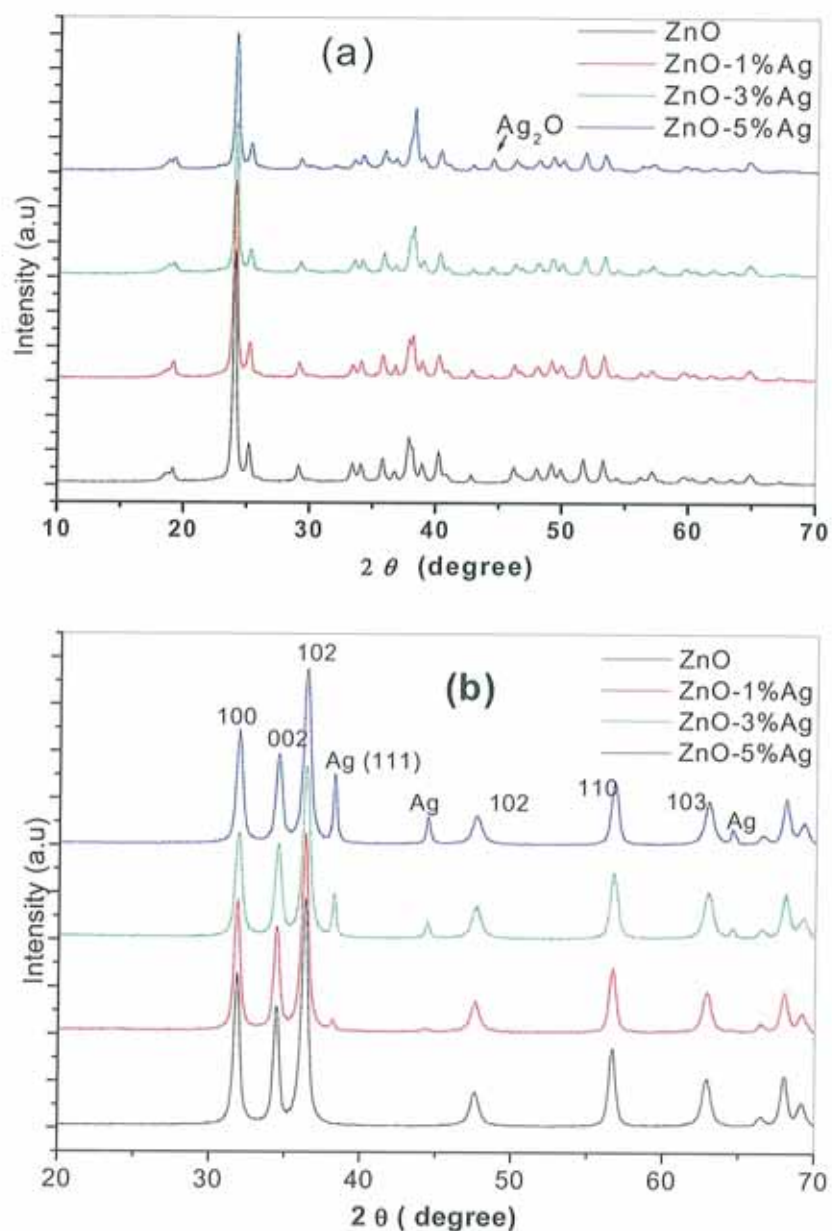 (a)
ZnO
ZnO-1%Ag
ZnO-3%Ag
ZnO-5%Ag
Ag2O
Intensity (a.u)
10 20 30 40 50 60 70
2 θ (degree)
(b)
ZnO
ZnO-1%Ag
ZnO-3%Ag
ZnO-5%Ag
102
100
002
Ag (111)
Ag
102
110
103
Ag
Intensity (a.u)
20 30 40 50 60 70
2 θ ( degree)